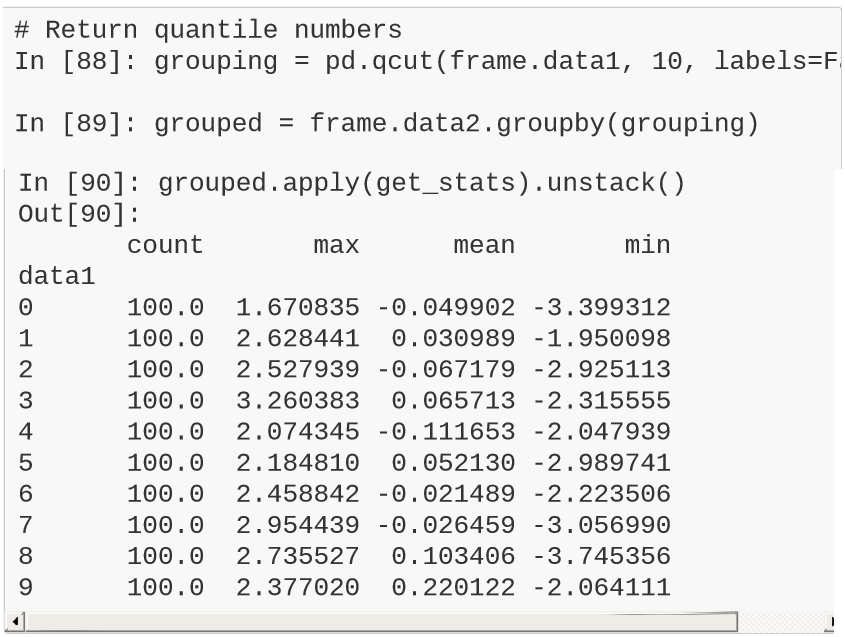 # Return quantile numbers
In [88]: grouping = pd.qcut(frame.data1, 10, labels=Fa
In [89]: grouped = frame.data2.groupby(grouping)
In [90]: grouped.apply(get_stats).unstack()
Out[90]:
count max mean min
data1
0 100.0 1.670835 -0.049902 -3.399312
1 100.0 2.628441 0.030989 -1.950098
2 100.0 2.527939 -0.067179 -2.925113
3 100.0 3.260383 0.065713 -2.315555
4 100.0 2.074345 -0.111653 -2.047939
5 100.0 2.184810 0.052130 -2.989741
6 100.0 2.458842 -0.021489 -2.223506
7 100.0 2.954439 -0.026459 -3.056990
8 100.0 2.735527 0.103406 -3.745356
9 100.0 2.377020 0.220122 -2.064111